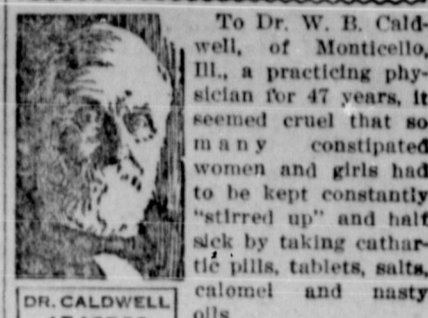 To Dr. W. B. Cald-
well, of Monticello,
Ill., a practicing phy-
sician for 47 years, it
seemed cruel that so
many constipated
women and girls had
to be kept constantly
"stirred up" and half
sick by taking cathar-
tic pills, tablets, salts,
calomel and nasty
oils
DR. CALDWELL